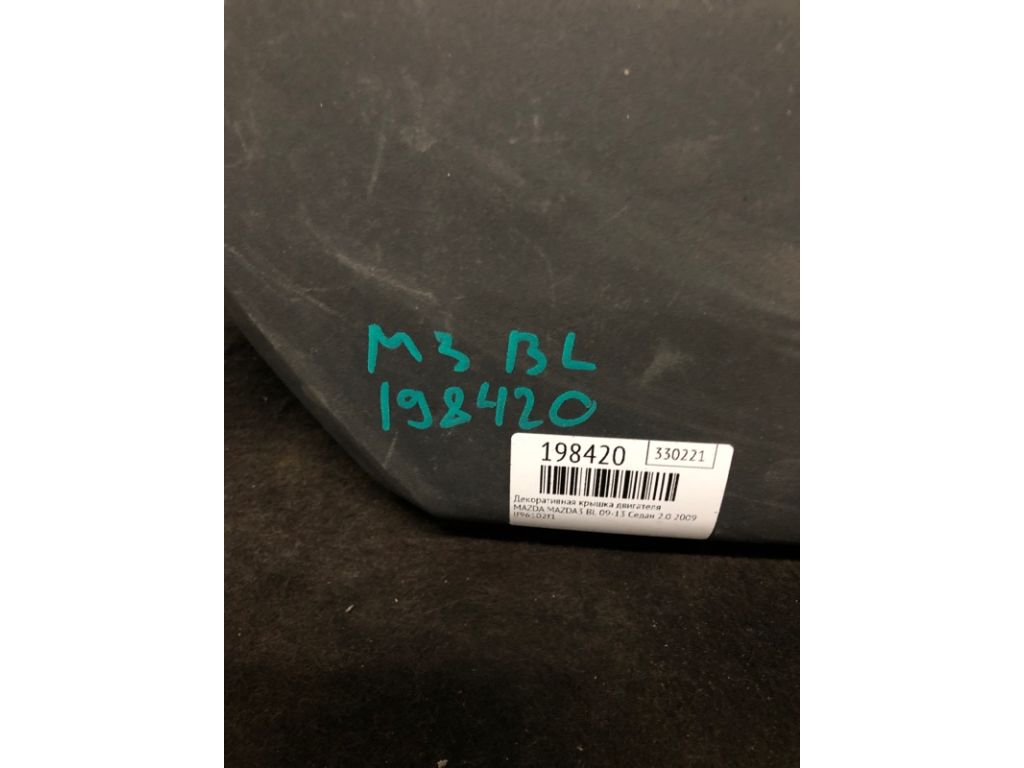 M3 BL
198420
198420 330221
Декоративная крышка двигателя
MAZDA MAZDA3 BL 09-13 Седан 2.0 2009